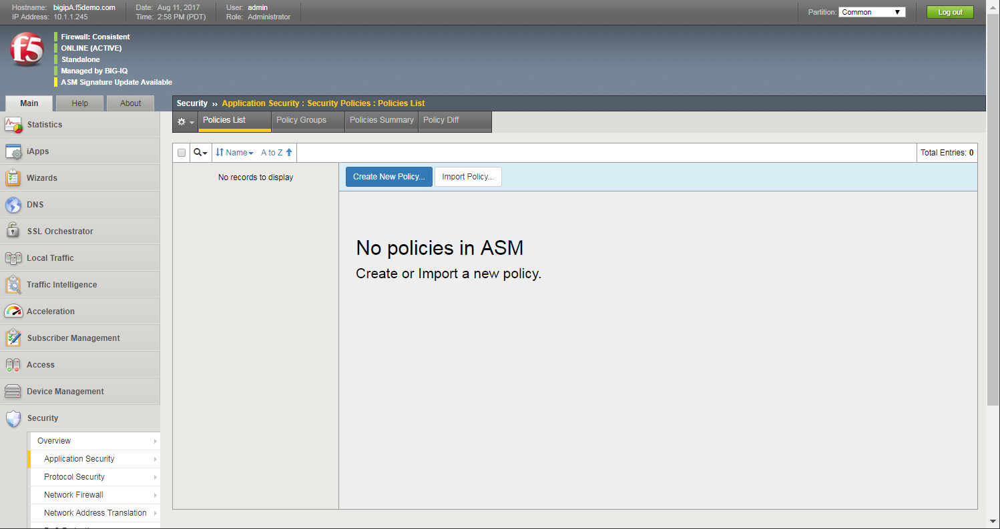 Hostname: bigipA.f5demo.com Date: Aug 11, 2017 User: admin
IP Address: 10.1.1.245 Time: 2:58 PM (PDT) Role: Administrator
Partition: Common Log out
f5
Firewall: Consistent
ONLINE (ACTIVE)
Standalone
Managed by BIG-IQ
ASM Signature Update Available
Main Help About
Security ›› Application Security : Security Policies : Policies List
Policies List Policy Groups Policies Summary Policy Diff
Statistics
iApps
Wizards
DNS
SSL Orchestrator
Local Traffic
Traffic Intelligence
Acceleration
Subscriber Management
Access
Device Management
Security
Overview
Application Security
Protocol Security
Network Firewall
Network Address Translation
Name A to Z Total Entries: 0
No records to display
Create New Policy... Import Policy...
No policies in ASM
Create or Import a new policy.